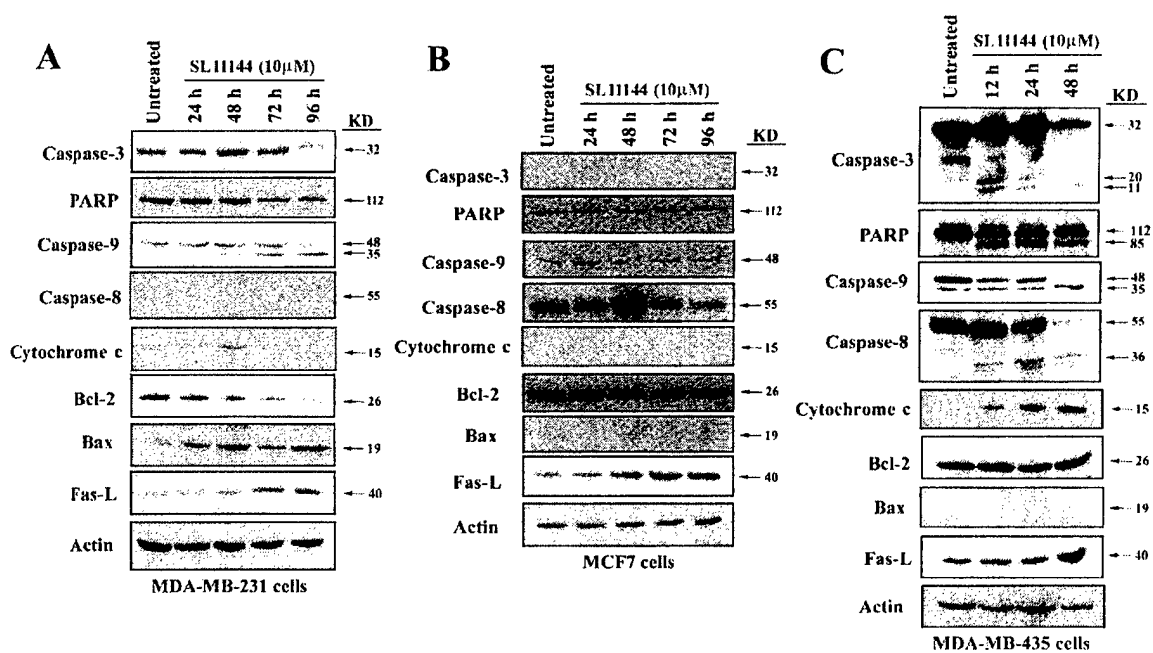 A
SL11144 (10µM)
Untreated
24 h
48 h
72 h
96 h
KD
Caspase-3
32
PARP
112
Caspase-9
48
35
Caspase-8
55
Cytochrome c
15
Bcl-2
26
Bax
19
Fas-L
40
Actin
MDA-MB-231 cells
B
SL11144 (10µM)
Untreated
24 h
48 h
72 h
96 h
KD
Caspase-3
32
PARP
112
Caspase-9
48
Caspase-8
55
Cytochrome c
15
Bcl-2
26
Bax
19
Fas-L
40
Actin
MCF7 cells
C
SL11144 (10µM)
Untreated
12 h
24 h
48 h
KD
Caspase-3
32
20
11
PARP
112
85
Caspase-9
48
35
Caspase-8
55
36
Cytochrome c
15
Bcl-2
26
Bax
19
Fas-L
40
Actin
MDA-MB-435 cells